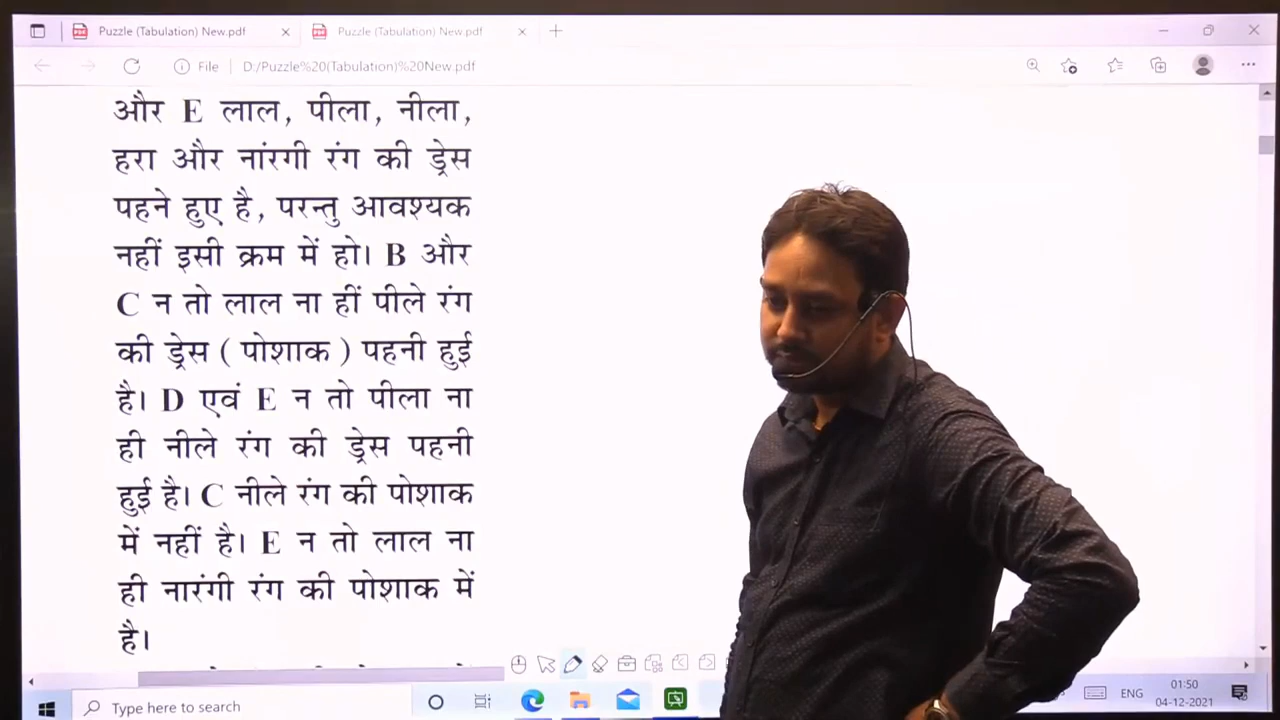 Puzzle (Tabulation) New.pdf
Puzzle (Tabulation) New.pdf
File
D:/Puzzle%20(Tabulation)%20New.pdf
और E लाल, पीला, नीला,
हरा और नांरगी रंग की ड्रेस
पहने हुए है, परन्तु आवश्यक
नहीं इसी क्रम में हो। B और
C न तो लाल ना हीं पीले रंग
की ड्रेस ( पोशाक ) पहनी हुई
है। D एवं E न तो पीला ना
ही नीले रंग की ड्रेस पहनी
हुई है। C नीले रंग की पोशाक
में नहीं है। E न तो लाल ना
ही नारंगी रंग की पोशाक में
है।
Type here to search
ENG
01:50
04-12-2021